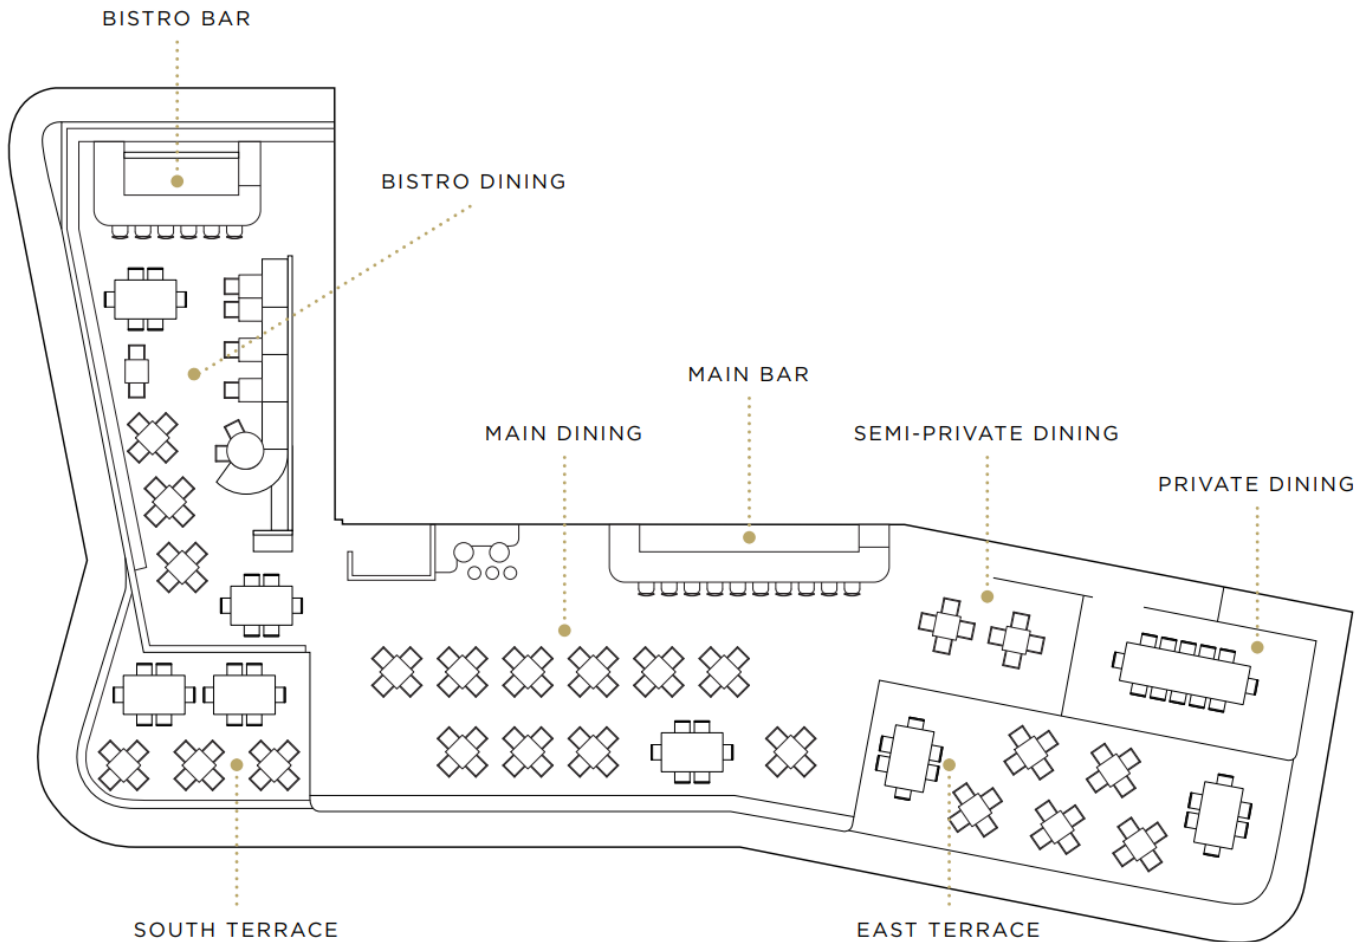 BISTRO BAR
BISTRO DINING
MAIN BAR
MAIN DINING
SEMI-PRIVATE DINING
PRIVATE DINING
SOUTH TERRACE
EAST TERRACE